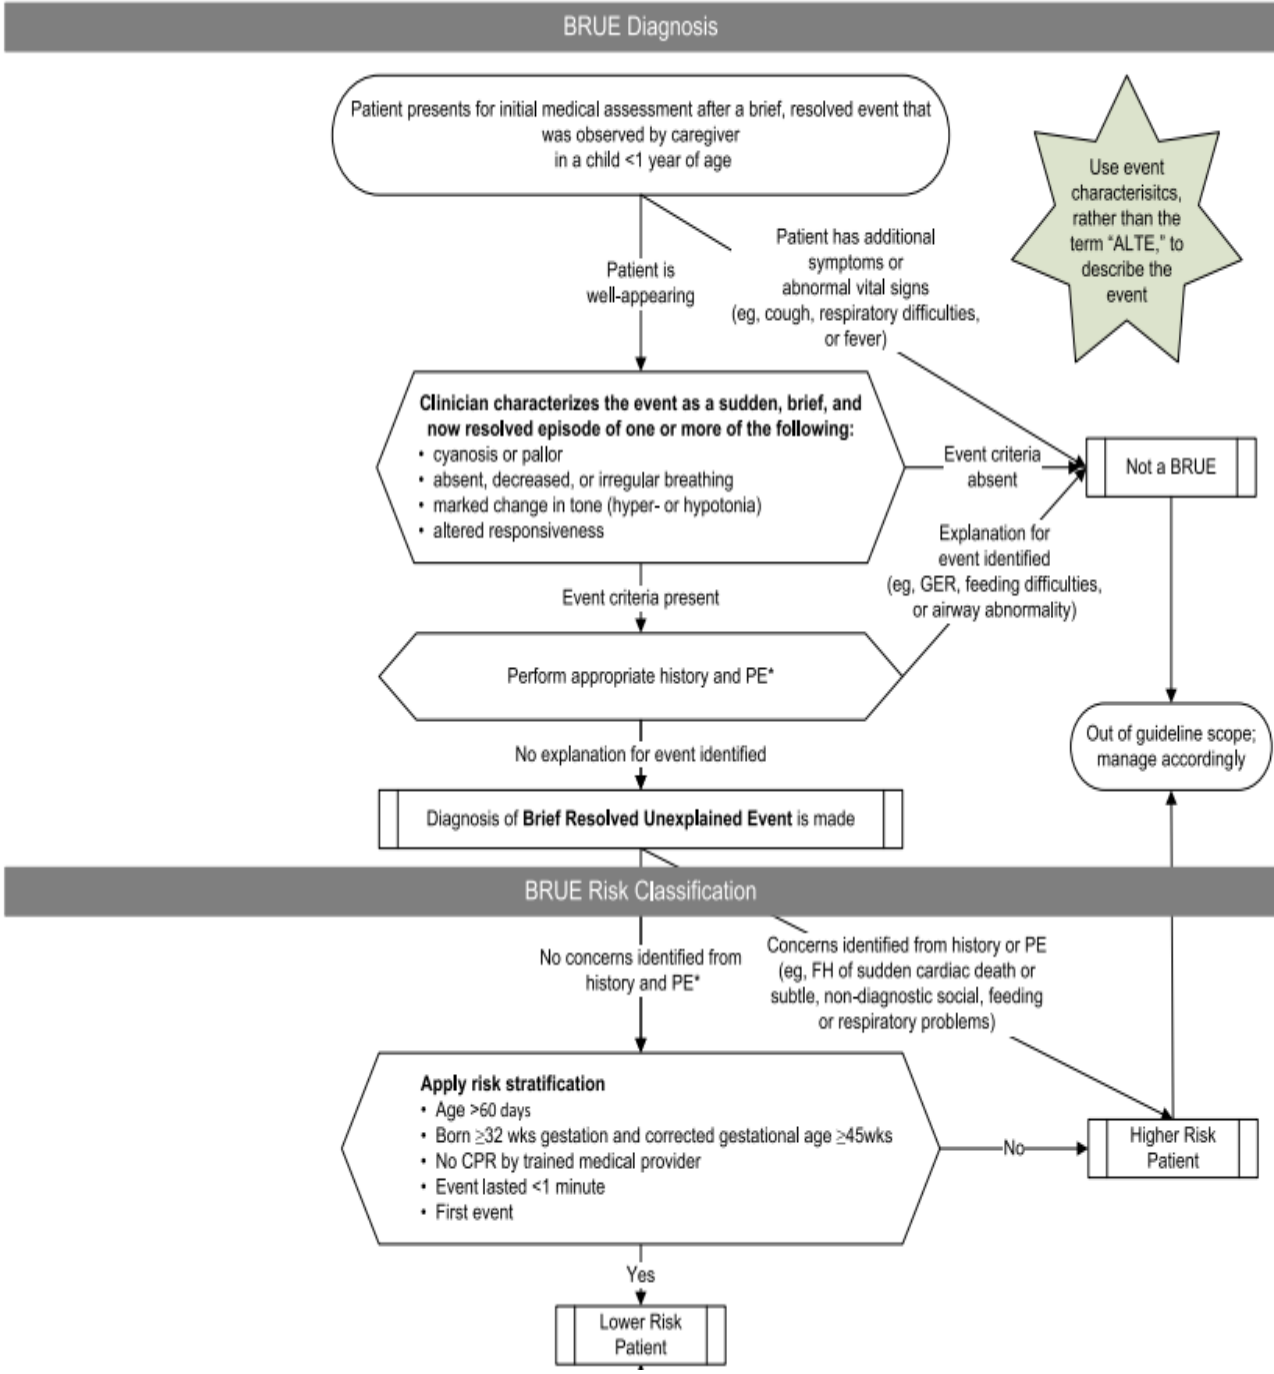 BRUE Diagnosis
Patient presents for initial medical assessment after a brief, resolved event that
was observed by caregiver
in a child <1 year of age
Use event
characterisitcs,
rather than the
term “ALTE,” to
describe the
event
Patient is
well-appearing
Patient has additional
symptoms or
abnormal vital signs
(eg, cough, respiratory difficulties,
or fever)
Clinician characterizes the event as a sudden, brief, and
now resolved episode of one or more of the following:
• cyanosis or pallor
• absent, decreased, or irregular breathing
• marked change in tone (hyper- or hypotonia)
• altered responsiveness
Event criteria
absent
Not a BRUE
Explanation for
event identified
(eg, GER, feeding difficulties,
or airway abnormality)
Event criteria present
Perform appropriate history and PE*
Out of guideline scope;
manage accordingly
No explanation for event identified
Diagnosis of Brief Resolved Unexplained Event is made
BRUE Risk Classification
No concerns identified from
history and PE*
Concerns identified from history or PE
(eg, FH of sudden cardiac death or
subtle, non-diagnostic social, feeding
or respiratory problems)
Apply risk stratification
• Age >60 days
• Born ≥32 wks gestation and corrected gestational age ≥45wks
• No CPR by trained medical provider
• Event lasted <1 minute
• First event
No
Higher Risk
Patient
Yes
Lower Risk
Patient